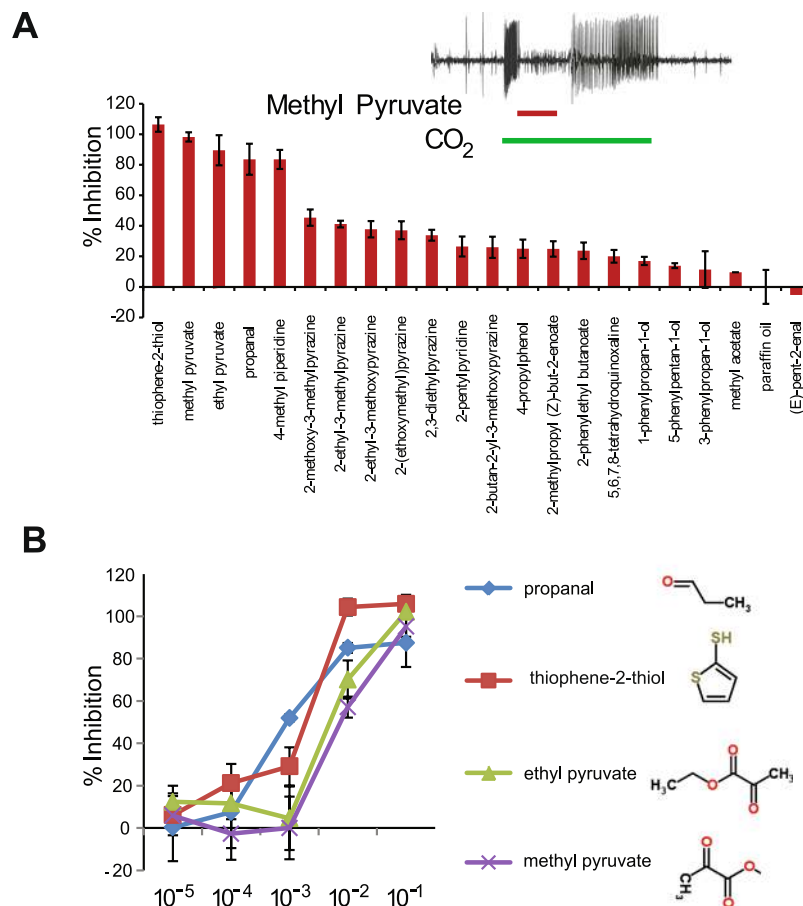 A
Methyl Pyruvate
CO2
% Inhibition
120
100
80
60
40
20
0
-20
thiophene-2-thiol
methyl pyruvate
ethyl pyruvate
propanal
4-methyl piperidine
2-methoxy-3-methylpyrazine
2-ethyl-3-methylpyrazine
2-ethyl-3-methoxypyrazine
2-(ethoxymethyl)pyrazine
2,3-diethylpyrazine
2-pentylpyridine
2-butan-2-yl-3-methoxypyrazine
4-propylphenol
2-methylpropyl (Z)-but-2-enoate
2-phenylethyl butanoate
5,6,7,8-tetrahydroquinoxaline
1-phenylpropan-1-ol
5-phenylpentan-1-ol
3-phenylpropan-1-ol
methyl acetate
paraffin oil
(E)-pent-2-enal
B
% Inhibition
120
100
80
60
40
20
0
-20
10-5 10-4 10-3 10-2 10-1
propanal
O CH3
thiophene-2-thiol
SH
S
ethyl pyruvate
O
H3C O CH3
O
methyl pyruvate
O
CH3 O
O